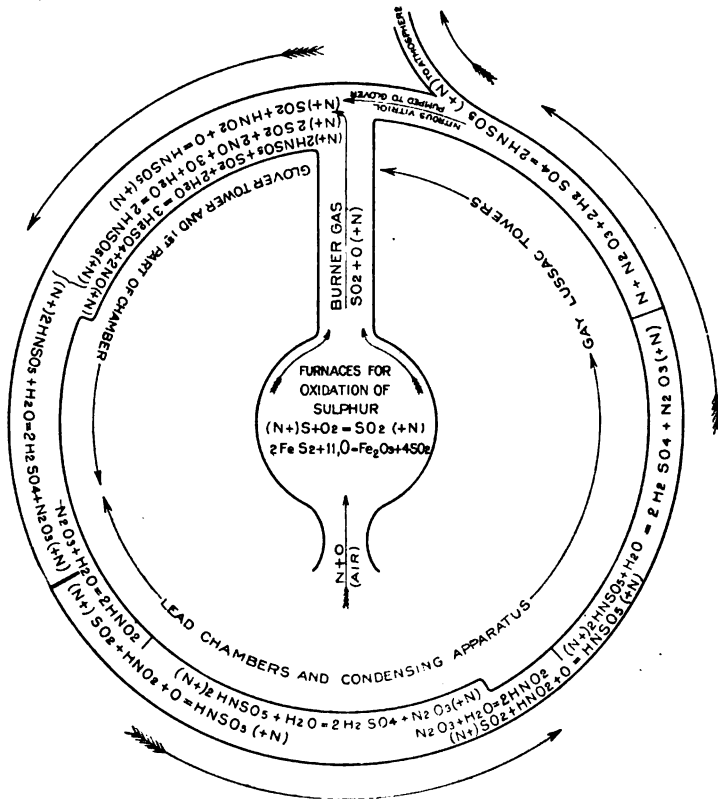 FURNACES FOR
OXIDATION OF
SULPHUR
(N+)S+O2=SO2 (+N)
2FeS2+11,O=Fe2O3+4SO2
N+O
(AIR)
BURNER GAS
SO2+O(+N)
NITROUS VITRIOL
PUMPED TO GLOVER
(N+)SO2+HNO2+O=HNSO5(+N)
(N+)2SO2+2NO+3O+H2O=2HNSO5(+N)
(N+)2HNSO5+SO2+2H2O=3H2SO4+2NO(+N)
GLOVER TOWER AND 1ST PART OF CHAMBER
(N+)2HNSO5+H2O=2H2SO4+N2O3(+N)
N2O3+H2O=2HNO2
(N+)SO2+HNO2+O=HNSO5(+N)
(N+)2HNSO5+H2O=2H2SO4+N2O3(+N)
LEAD CHAMBERS AND CONDENSING APPARATUS
N2O3+H2O=2HNO2
(N+)SO2+HNO2+O=HNSO5(+N)
(N+)2HNSO5+H2O=2H2SO4+N2O3(+N)
GAY LUSSAC TOWERS
N+N2O3+2H2SO4=2HNSO5(+N) TO ATMOSPHERE